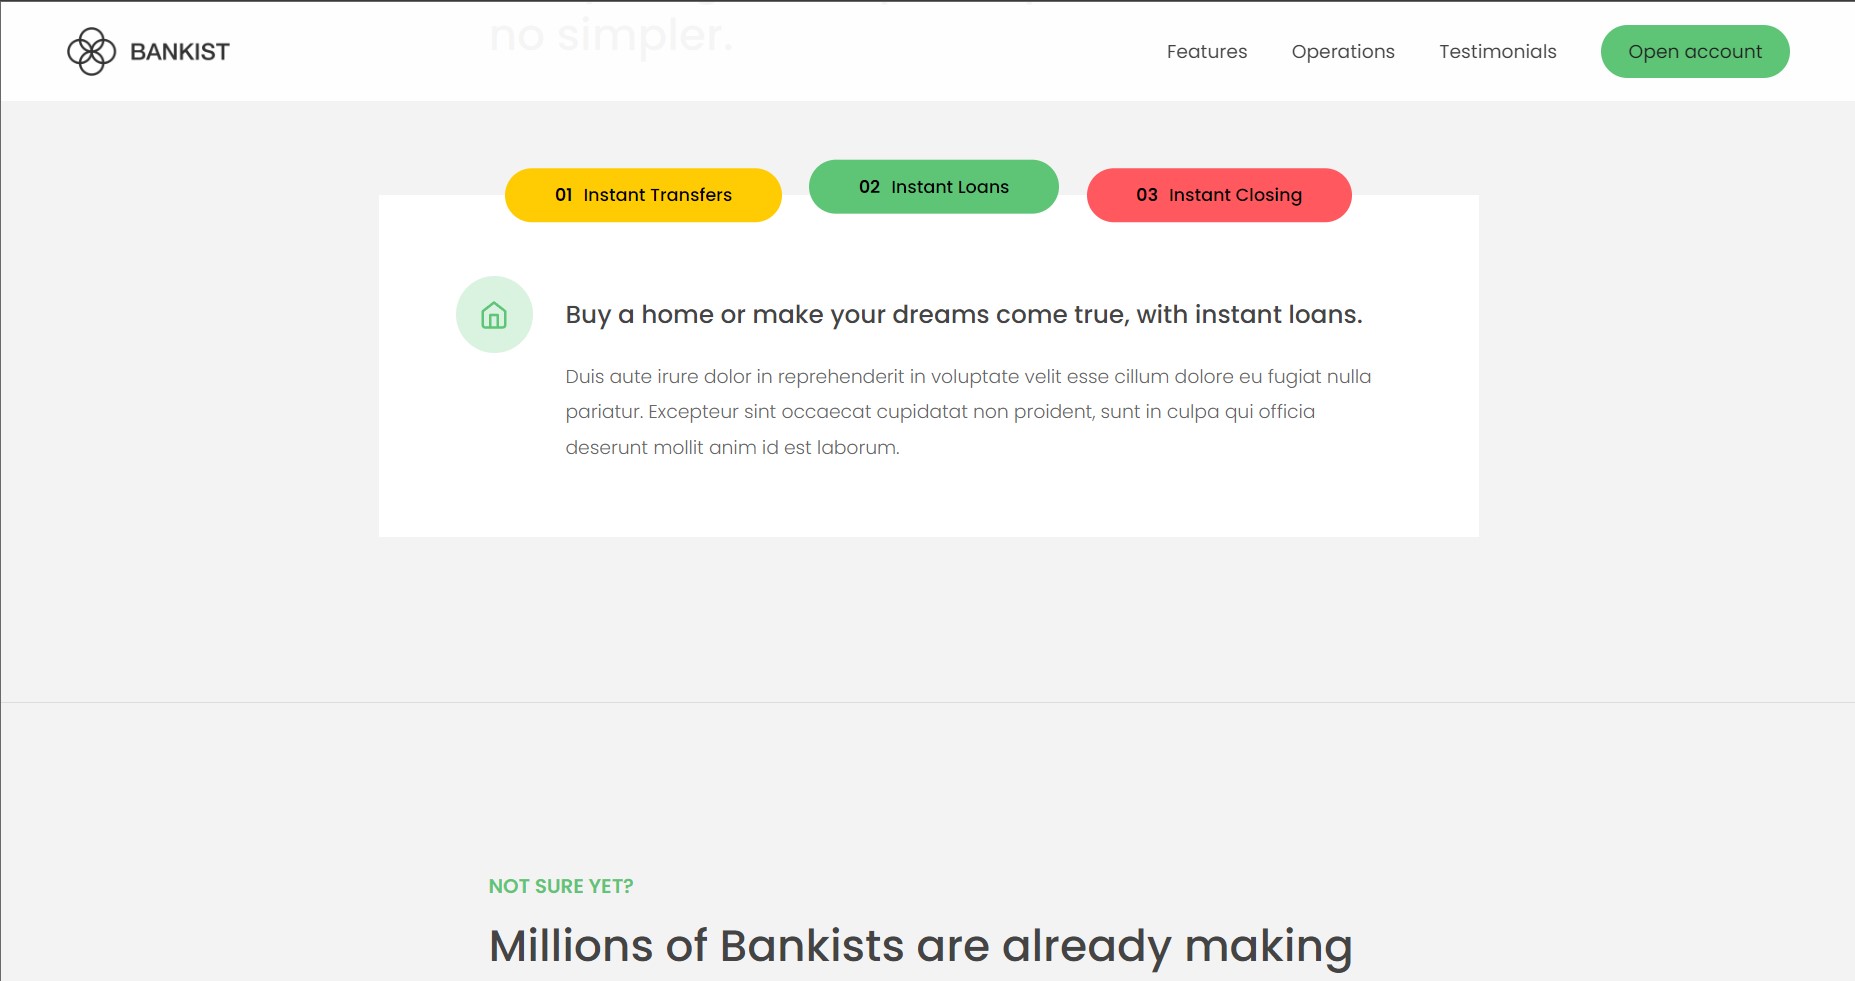 no simpler.
BANKIST
Features
Operations
Testimonials
Open account
01 Instant Transfers
02 Instant Loans
03 Instant Closing
Buy a home or make your dreams come true, with instant loans.
Duis aute irure dolor in reprehenderit in voluptate velit esse cillum dolore eu fugiat nulla
pariatur. Excepteur sint occaecat cupidatat non proident, sunt in culpa qui officia
deserunt mollit anim id est laborum.
NOT SURE YET?
Millions of Bankists are already making